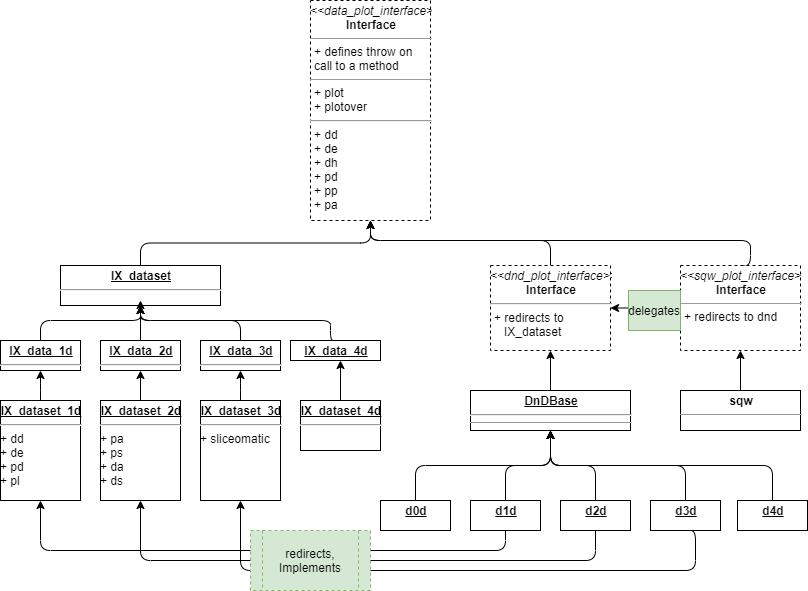 <<data_plot_interface>
Interface
+ defines throw on
call to a method
+ plot
+ plotover
+ dd
+ de
+ dh
+ pd
+ pp
+ pa
IX_dataset
<<dnd_plot_interface>
Interface
+ redirects to
IX_dataset
delegates
<<sqw_plot_interface>
Interface
+ redirects to dnd
IX_data_1d
IX_data_2d
IX_data_3d
IX_data_4d
IX_dataset_1d
+ dd
+ de
+ pd
+ pl
IX_dataset_2d
+ pa
+ ps
+ da
+ ds
IX_dataset_3d
+ sliceomatic
IX_dataset_4d
DnDBase
sqw
d0d
d1d
d2d
d3d
d4d
redirects,
Implements